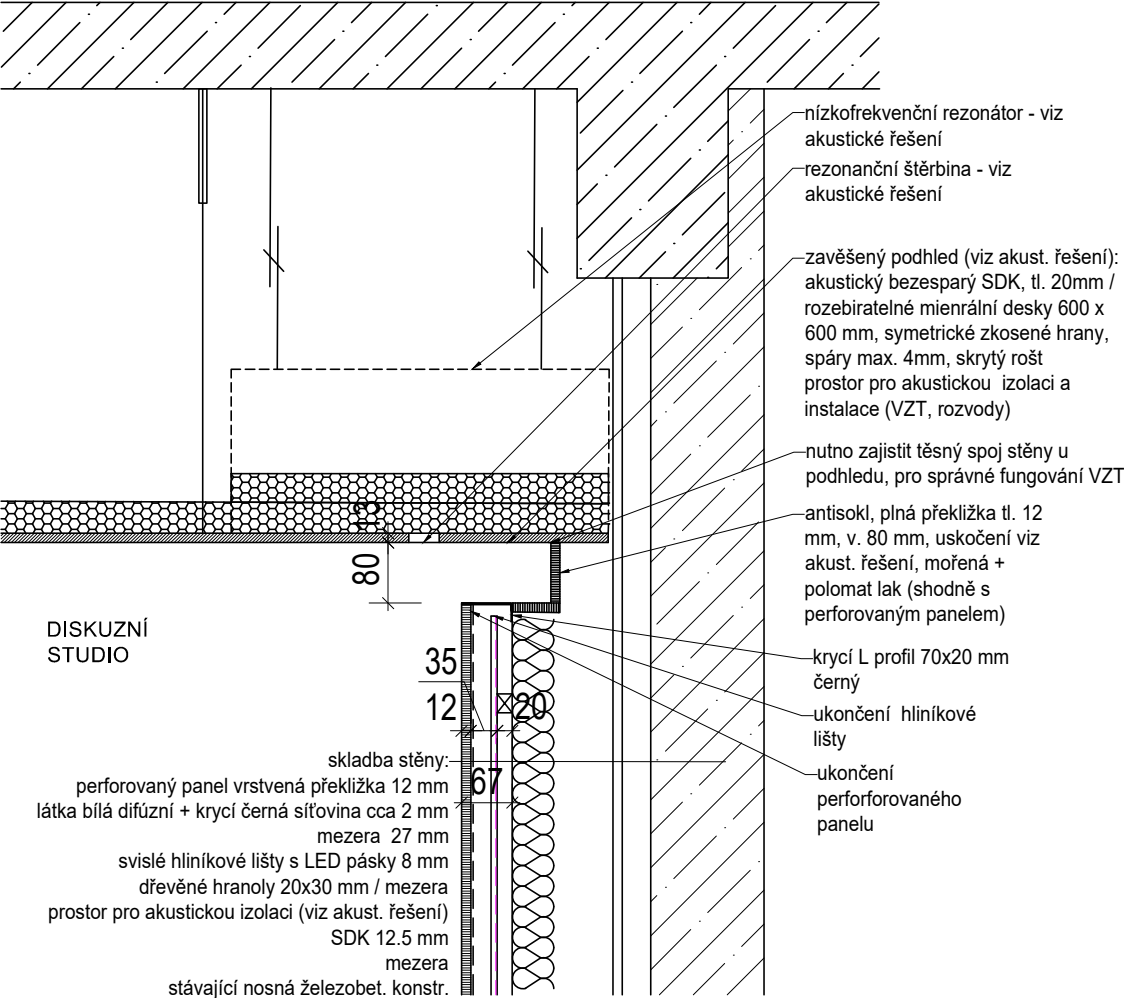 nízkofrekvenční rezonátor - viz
akustické řešení
rezonanční štěrbina - viz
akustické řešení
zavěšený podhled (viz akust. řešení):
akustický bezesparý SDK, tl. 20mm /
rozebiratelné mienrální desky 600 x
600 mm, symetrické zkosené hrany,
spáry max. 4mm, skrytý rošt
prostor pro akustickou izolaci a
instalace (VZT, rozvody)
nutno zajistit těsný spoj stěny u
podhledu, pro správné fungování VZT
antisokl, plná překližka tl. 12
mm, v. 80 mm, uskočení viz
akust. řešení, mořená +
polomat lak (shodně s
perforovaným panelem)
krycí L profil 70x20 mm
černý
ukončení hliníkové
lišty
ukončení
perforforovaného
panelu
13
80
DISKUZNÍ
STUDIO
35
12
20
67
skladba stěny:
perforovaný panel vrstvená překližka 12 mm
látka bílá difúzní + krycí černá síťovina cca 2 mm
mezera 27 mm
svislé hliníkové lišty s LED pásky 8 mm
dřevěné hranoly 20x30 mm / mezera
prostor pro akustickou izolaci (viz akust. řešení)
SDK 12.5 mm
mezera
stávající nosná železobet. konstr.